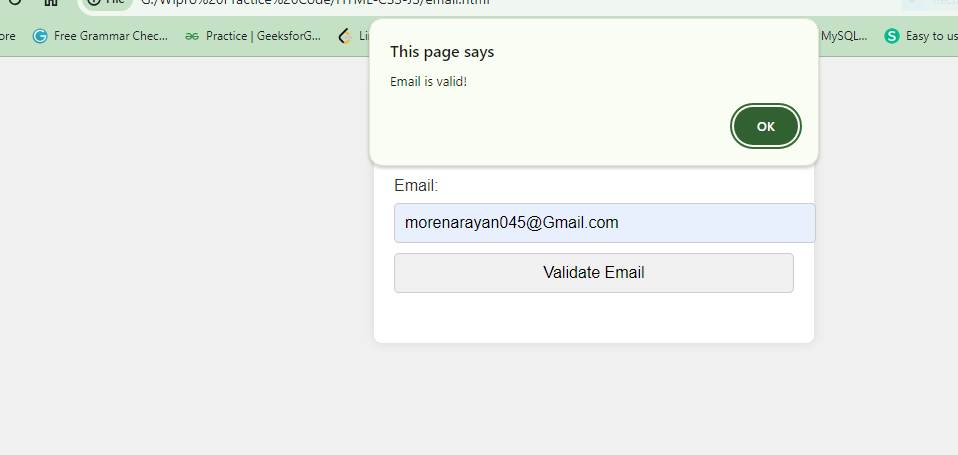 File G:/Wipro%20Practice%20Code/HTML-CSS-JS/email.html
ore Free Grammar Chec... Practice | GeeksforG... MySQL... Easy to us
This page says
Email is valid!
OK
Email:
morenarayan045@Gmail.com
Validate Email